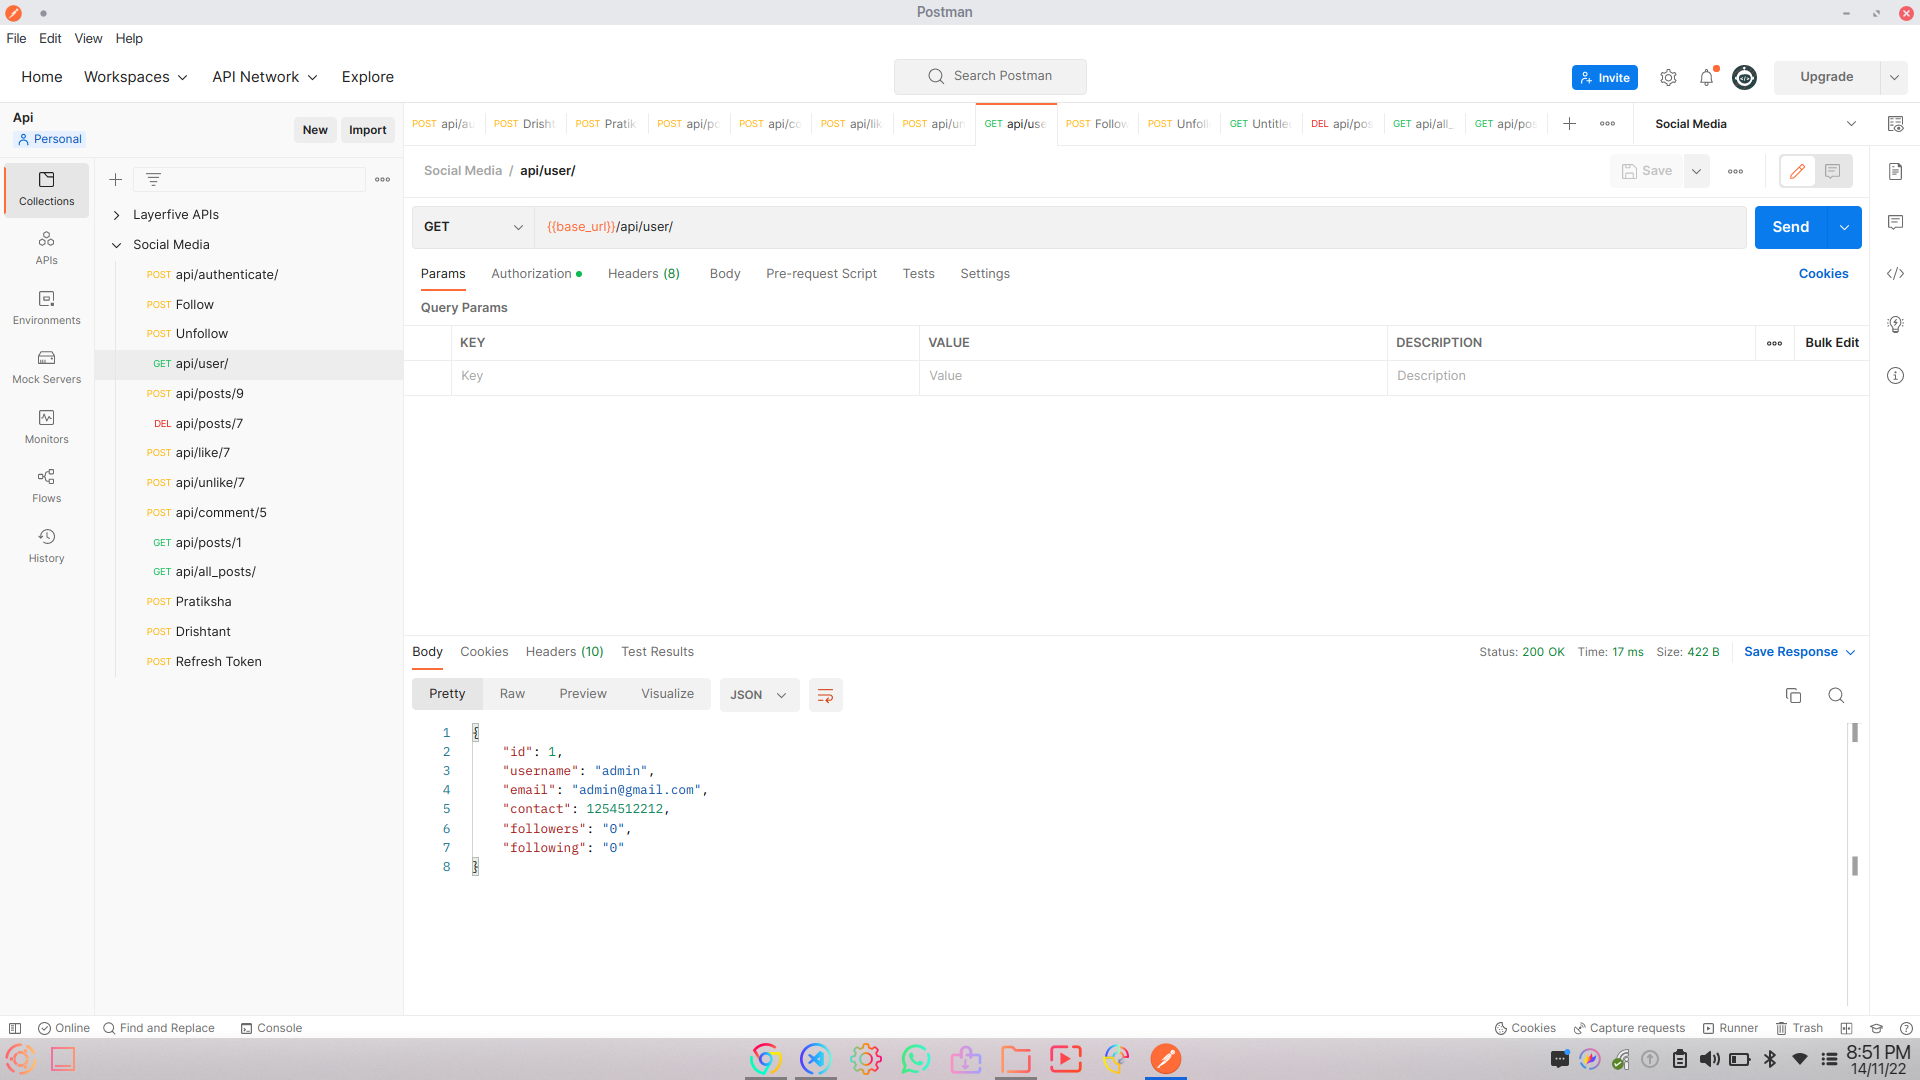 Postman
File Edit View Help
Home Workspaces API Network Explore
Search Postman
Invite
Upgrade
Api
Personal
New Import
POST api/au POST Drisht POST Pratik POST api/po POST api/co POST api/lik POST api/un GET api/use POST Follow POST Unfoll GET Untitled DEL api/pos GET api/all_ GET api/pos
Social Media
Collections
APIs
Environments
Mock Servers
Monitors
Flows
History
Layerfive APIs
Social Media
POST api/authenticate/
POST Follow
POST Unfollow
GET api/user/
POST api/posts/9
DEL api/posts/7
POST api/like/7
POST api/unlike/7
POST api/comment/5
GET api/posts/1
GET api/all_posts/
POST Pratiksha
POST Drishtant
POST Refresh Token
Social Media / api/user/
Save
GET {{base_url}}/api/user/
Send
Params Authorization Headers (8) Body Pre-request Script Tests Settings
Cookies
Query Params
KEY VALUE DESCRIPTION Bulk Edit
Key Value Description
Body Cookies Headers (10) Test Results
Status: 200 OK Time: 17 ms Size: 422 B Save Response
Pretty Raw Preview Visualize JSON
1 {
2 "id": 1,
3 "username": "admin",
4 "email": "admin@gmail.com",
5 "contact": 1254512212,
6 "followers": "0",
7 "following": "0"
8 }
Online Find and Replace Console
Cookies Capture requests Runner Trash
8:51 PM
14/11/22